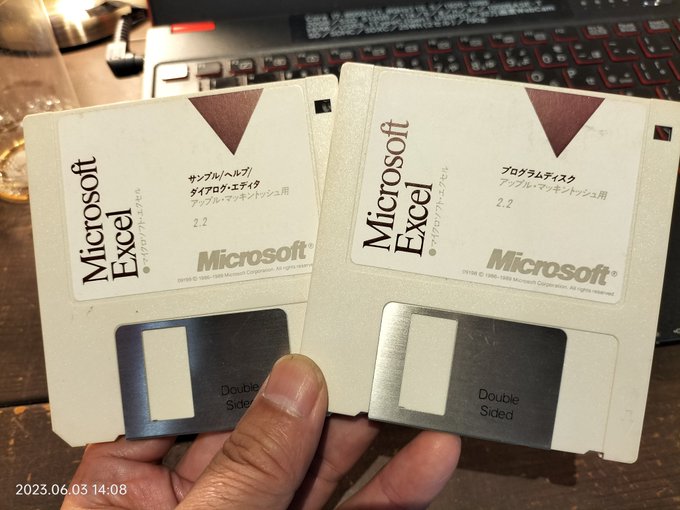 Microsoft
Excel
マイクロソフト・エクセル
サンプル/ヘルプ/
ダイアログ・エディタ
アップル・マッキントッシュ用
2.2
Microsoft®
09198 © 1986-1989 Microsoft Corporation. All rights reserved
Double
Sided
Microsoft
Excel
マイクロソフト・エクセル
プログラムディスク
アップル・マッキントッシュ用
2.2
Microsoft®
09198 © 1986-1989 Microsoft Corporation. All rights reserved
Double
Sided
2023.06.03 14:08